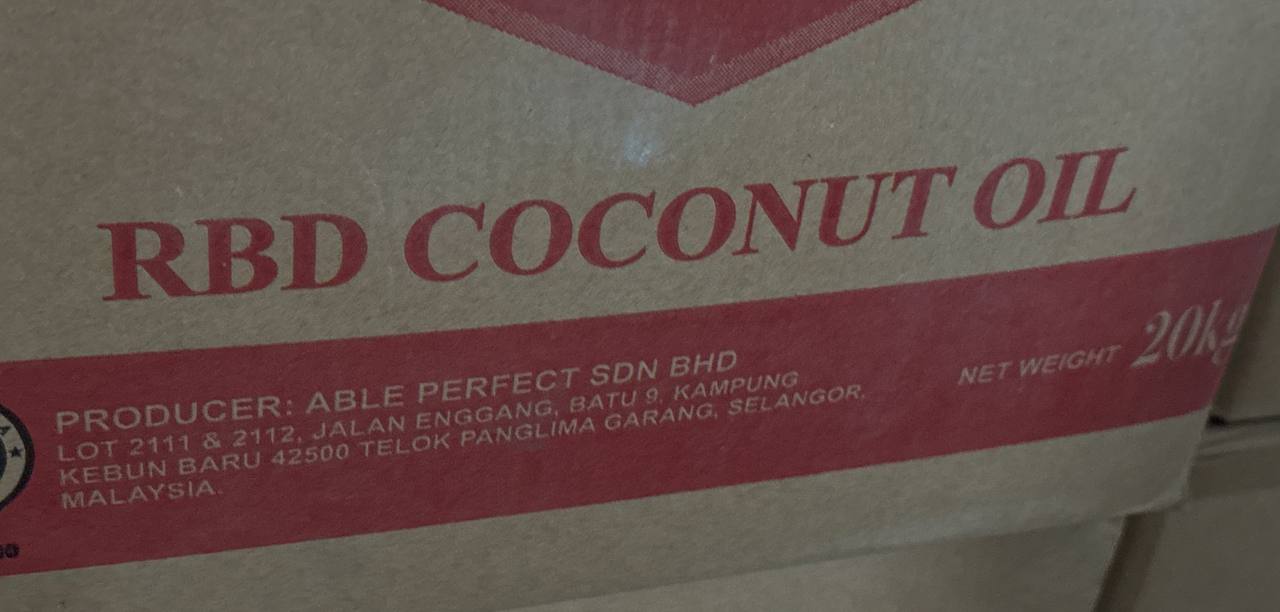 RBD COCONUT OIL
PRODUCER: ABLE PERFECT SDN BHD
LOT 2111 & 2112, JALAN ENGGANG, BATU 9, KAMPUNG
KEBUN BARU 42500 TELOK PANGLIMA GARANG, SELANGOR,
MALAYSIA.
NET WEIGHT 20kg